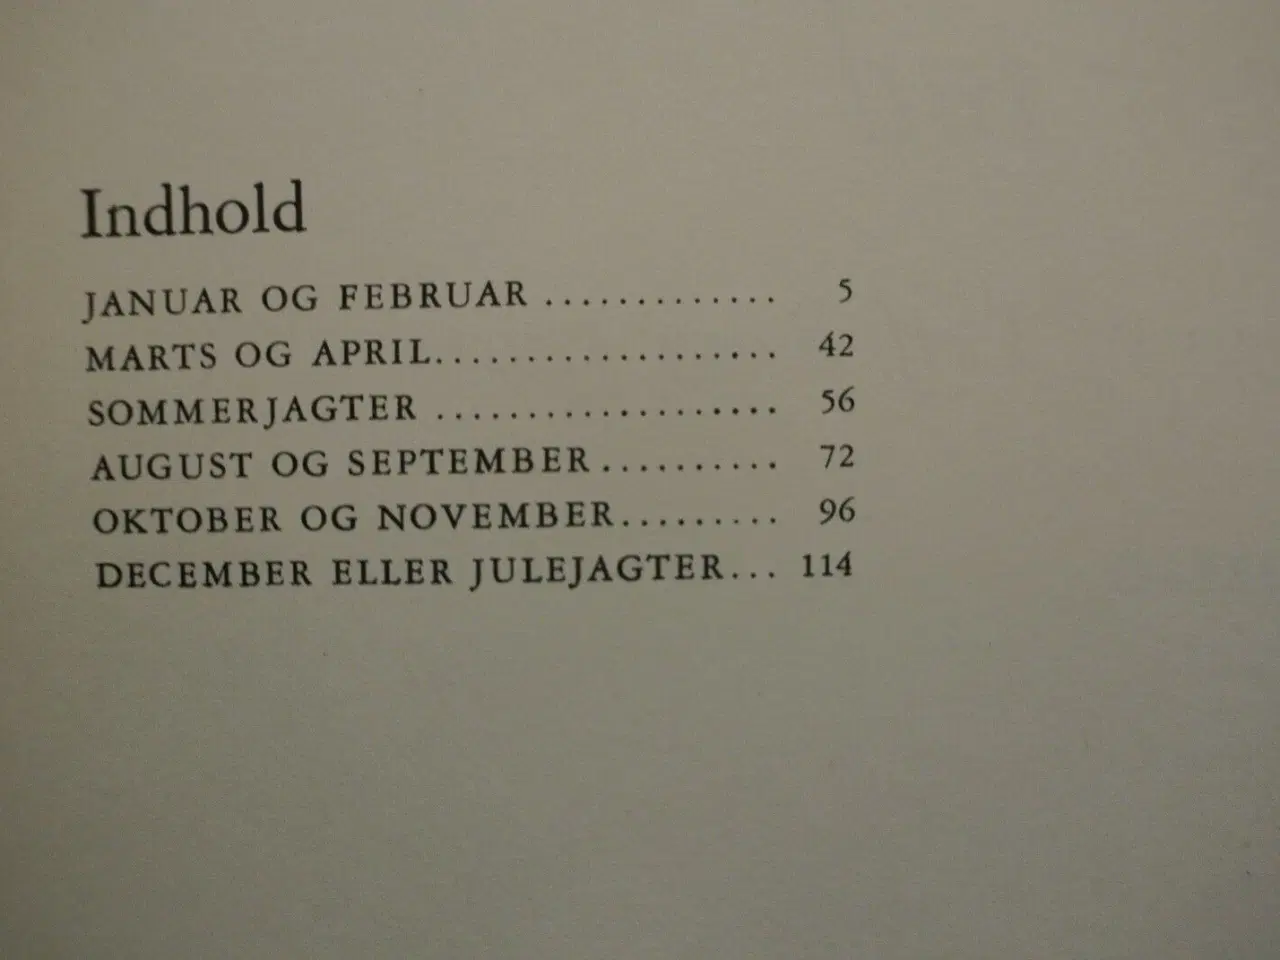 Indhold
JANUAR OG FEBRUAR ............. 5
MARTS OG APRIL................... 42
SOMMERJAGTER ................... 56
AUGUST OG SEPTEMBER.......... 72
OKTOBER OG NOVEMBER......... 96
DECEMBER ELLER JULEJAGTER... 114